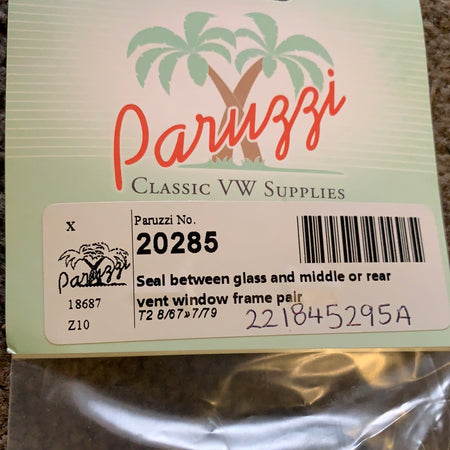 Paruzzi
CLASSIC VW SUPPLIES
X
Paruzzi
18687
Z10
Paruzzi No.
20285
Seal between glass and middle or rear
vent window frame pair
T2 8/67»7/79
221845295A